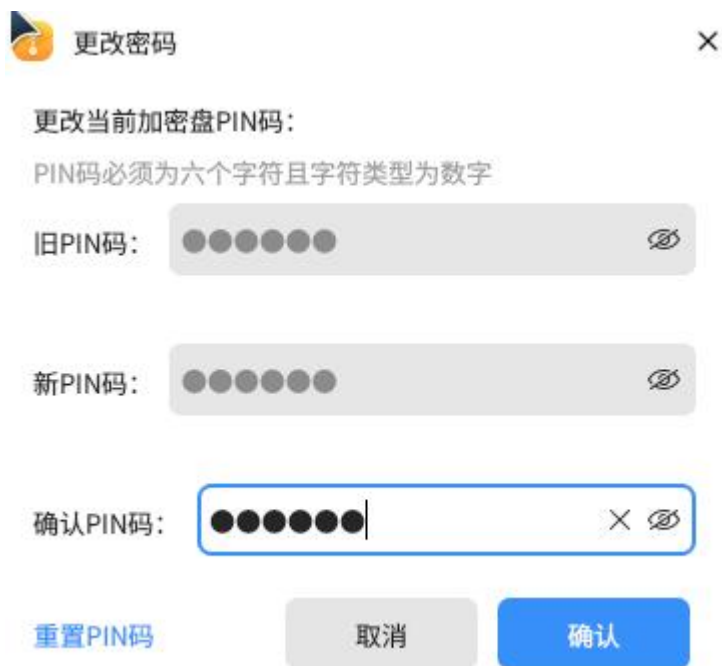 更改密码
更改当前加密盘PIN码：
PIN码必须为六个字符且字符类型为数字
旧PIN码： ●●●●●●
新PIN码： ●●●●●●
确认PIN码： ●●●●●●
重置PIN码 取消 确认